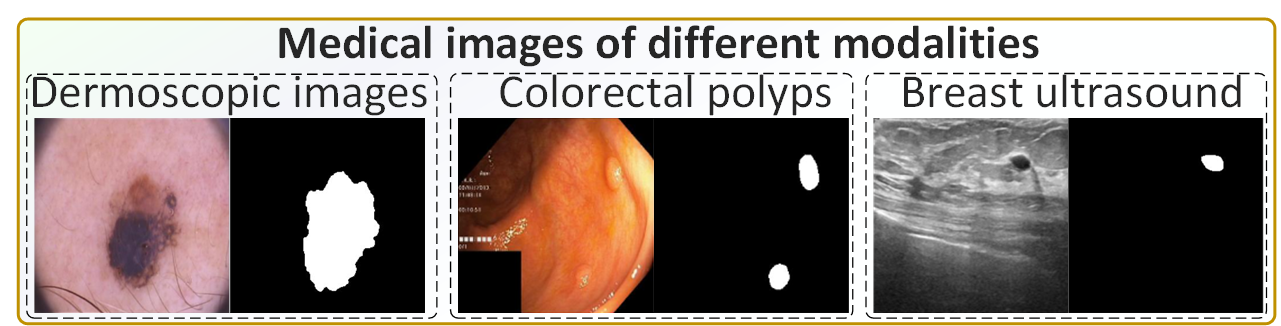 Medical images of different modalities
Dermoscopic images
Colorectal polyps
Breast ultrasound